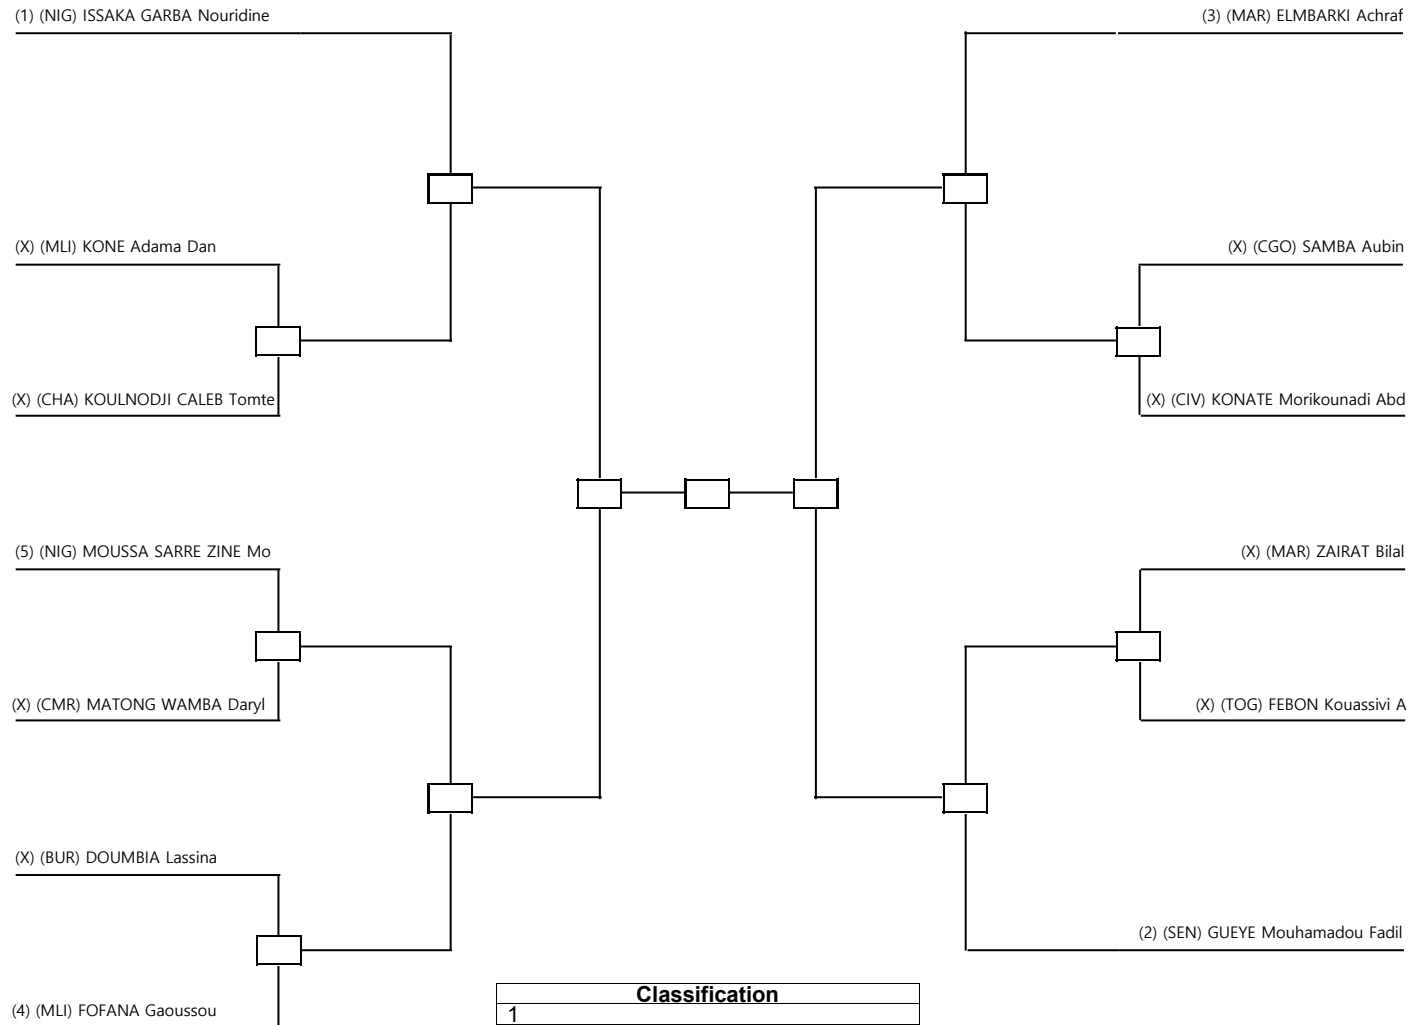 (1) (NIG) ISSAKA GARBA Nouridine
(3) (MAR) ELMBARKI Achraf
(X) (MLI) KONE Adama Dan
(X) (CGO) SAMBA Aubin
(X) (CHA) KOULNODJI CALEB Tomte
(X) (CIV) KONATE Morikounadi Abd
(5) (NIG) MOUSSA SARRE ZINE Mo
(X) (MAR) ZAIRAT Bilal
(X) (CMR) MATONG WAMBA Daryl
(X) (TOG) FEBON Kouassivi A
(X) (BUR) DOUMBIA Lassina
(2) (SEN) GUEYE Mouhamadou Fadil
(4) (MLI) FOFANA Gaoussou
Classification
1